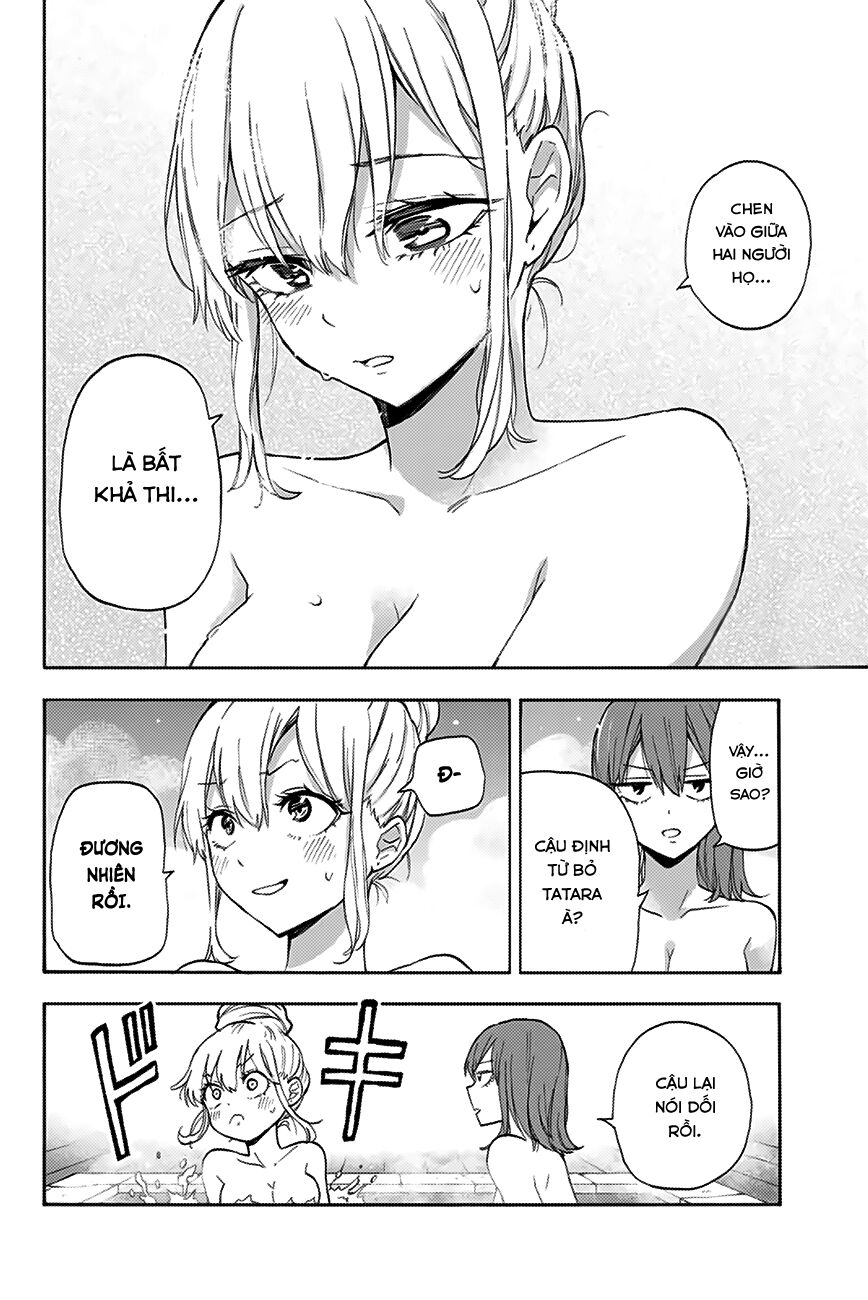 CHEN
VÀO GIỮA
HAI NGƯỜI
HỌ...
LÀ BẤT
KHẢ THI...
VẬY...
GIỜ
SAO?
CẬU ĐỊNH
TỪ BỎ
TATARA
À?
Đ-
ĐƯƠNG
NHIÊN
RỒI.
CẬU LẠI
NÓI DỐI
RỒI.
ドキ